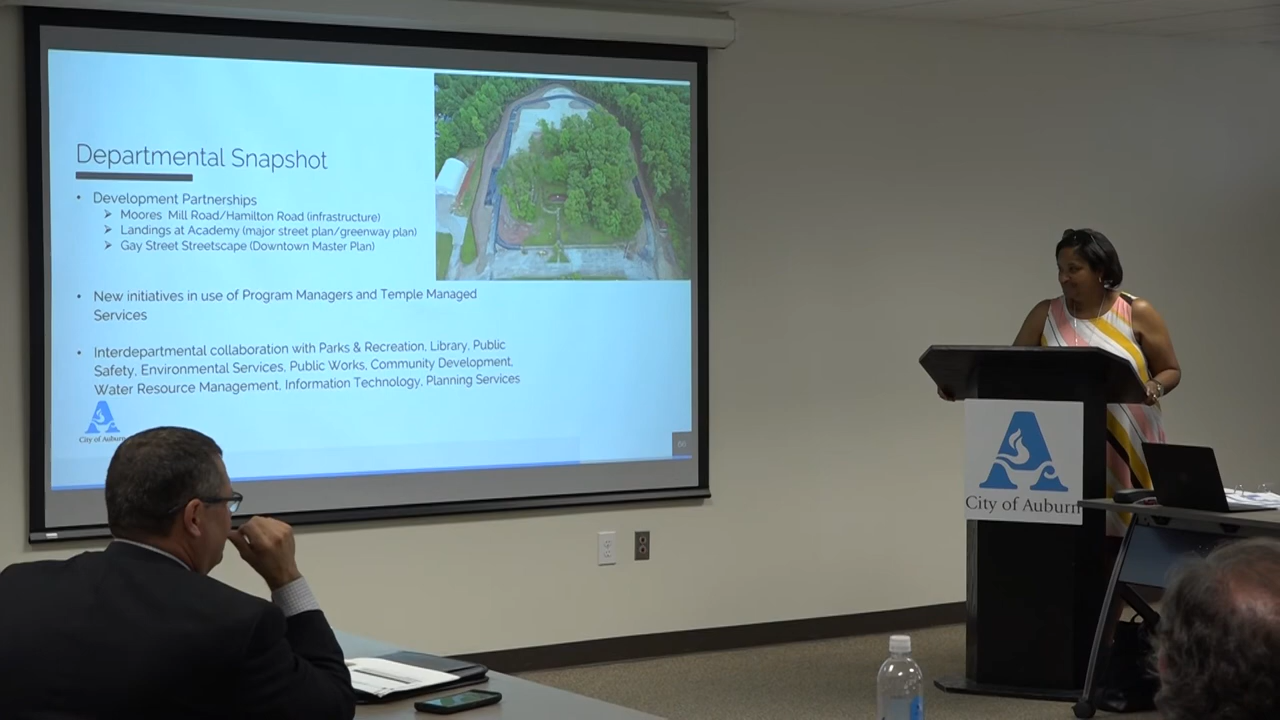 Departmental Snapshot
• Development Partnerships
➢ Moores Mill Road/Hamilton Road (infrastructure)
➢ Landings at Academy (major street plan/greenway plan)
➢ Gay Street Streetscape (Downtown Master Plan)
• New initiatives in use of Program Managers and Temple Managed
Services
• Interdepartmental collaboration with Parks & Recreation, Library, Public
Safety, Environmental Services, Public Works, Community Development,
Water Resource Management, Information Technology, Planning Services
City of Auburn
City of Auburn